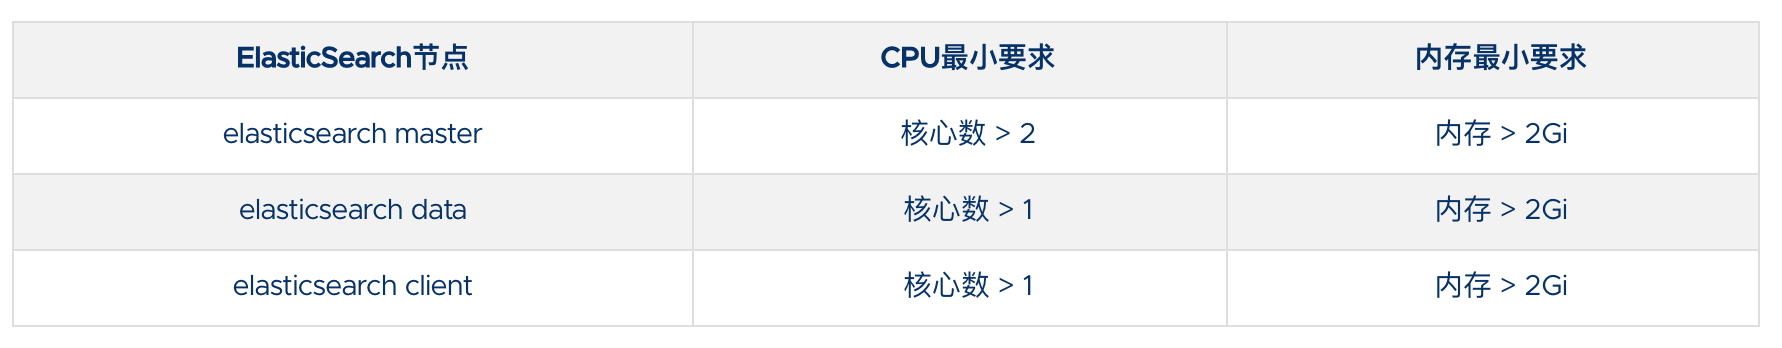 ElasticSearch节点 CPU最小要求 内存最小要求
elasticsearch master 核心数 > 2 内存 > 2Gi
elasticsearch data 核心数 > 1 内存 > 2Gi
elasticsearch client 核心数 > 1 内存 > 2Gi